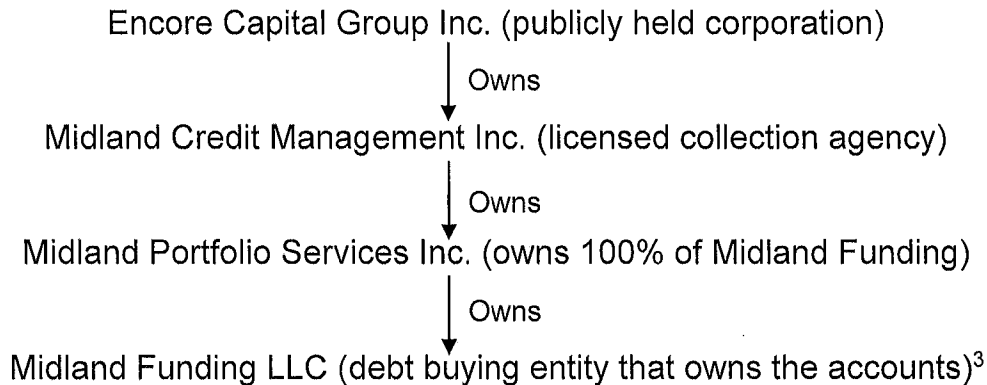 Encore Capital Group Inc. (publicly held corporation)
Owns
Midland Credit Management Inc. (licensed collection agency)
Owns
Midland Portfolio Services Inc. (owns 100% of Midland Funding)
Owns
Midland Funding LLC (debt buying entity that owns the accounts)³